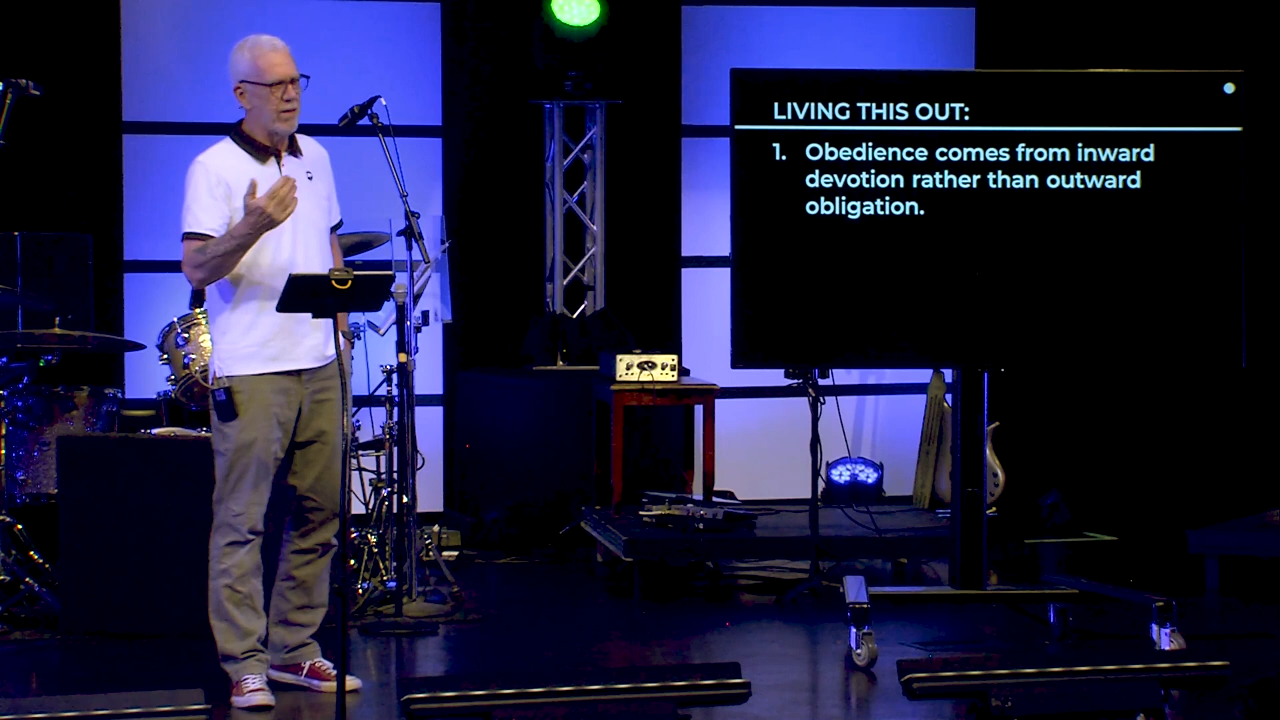 LIVING THIS OUT:
1. Obedience comes from inward
devotion rather than outward
obligation.